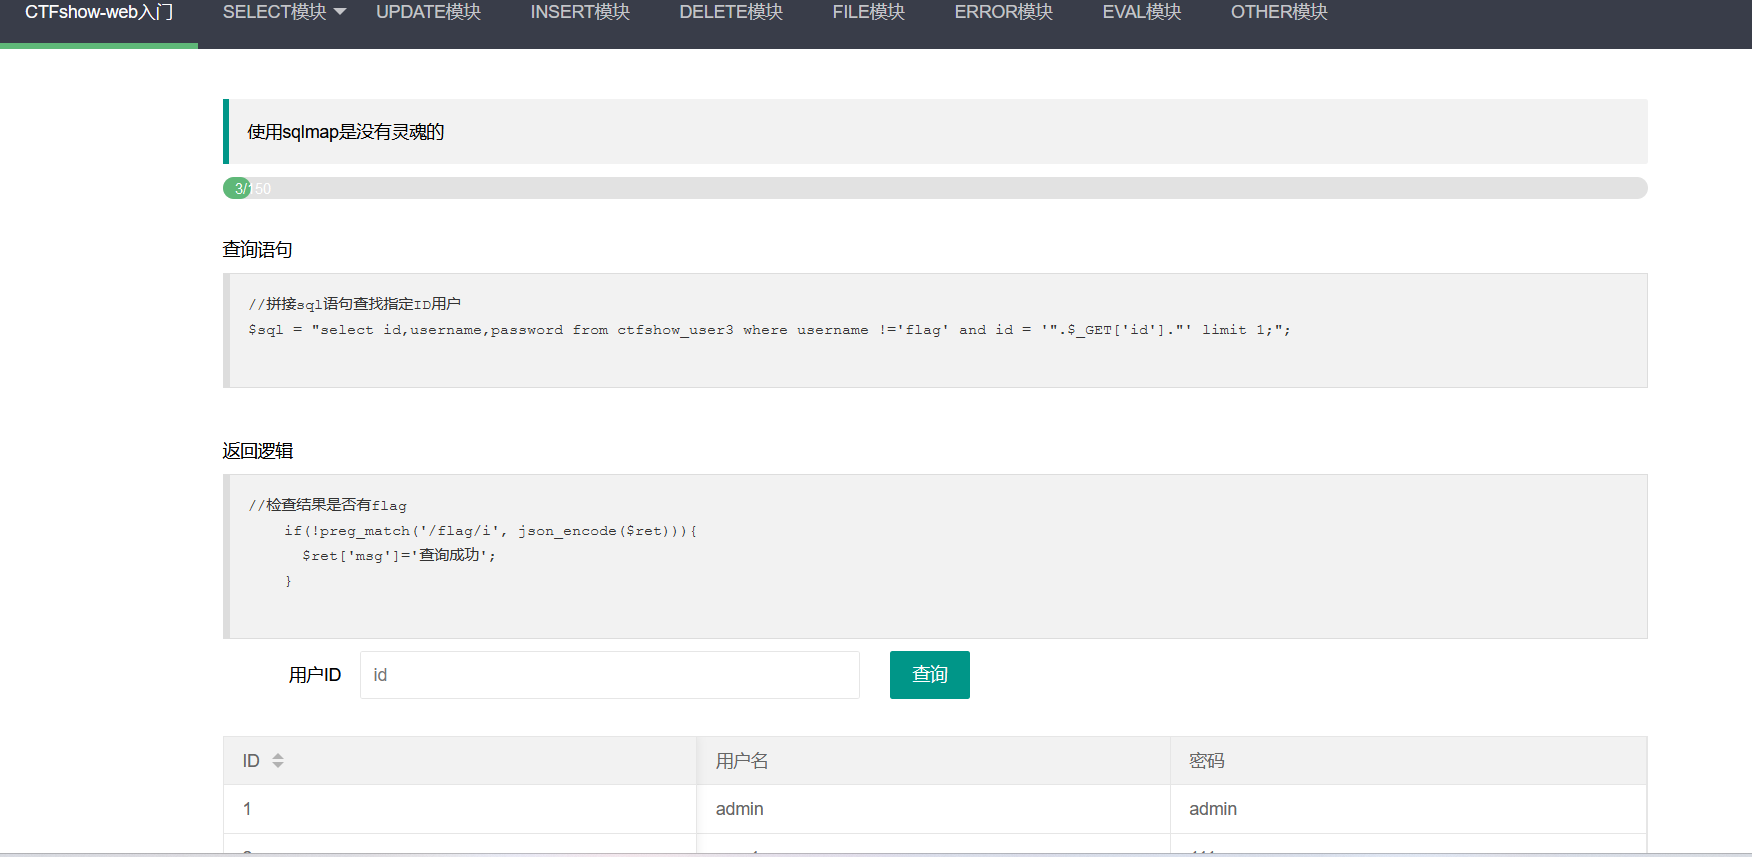 CTFshow-web入门 SELECT模块 UPDATE模块 INSERT模块 DELETE模块 FILE模块 ERROR模块 EVAL模块 OTHER模块
使用sqlmap是没有灵魂的
3/150
查询语句
//拼接sql语句查找指定ID用户
$sql = "select id,username,password from ctfshow_user3 where username !='flag' and id = '".$_GET['id']."' limit 1;";
返回逻辑
//检查结果是否有flag
if(!preg_match('/flag/i', json_encode($ret))){
$ret['msg']='查询成功';
}
用户ID id 查询
ID 用户名 密码
1 admin admin